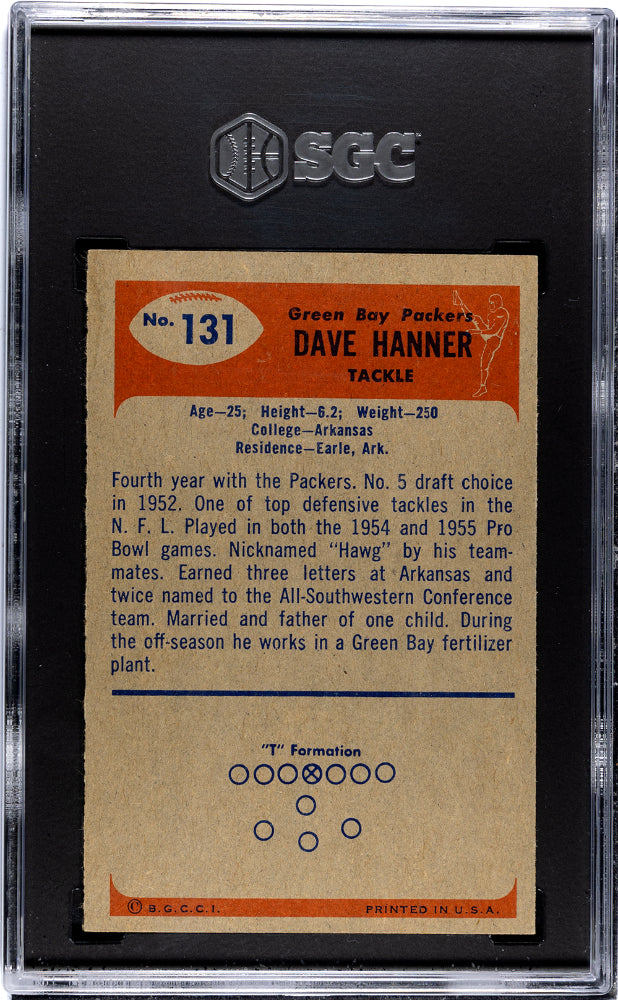 SGC
No. 131
Green Bay Packers
DAVE HANNER
TACKLE
Age—25; Height—6.2; Weight—250
College—Arkansas
Residence—Earle, Ark.
Fourth year with the Packers. No. 5 draft choice
in 1952. One of top defensive tackles in the
N. F. L. Played in both the 1954 and 1955 Pro
Bowl games. Nicknamed "Hawg" by his team-
mates. Earned three letters at Arkansas and
twice named to the All-Southwestern Conference
team. Married and father of one child. During
the off-season he works in a Green Bay fertilizer
plant.
"T" Formation
© B.G.C.C.I.
PRINTED IN U.S.A.